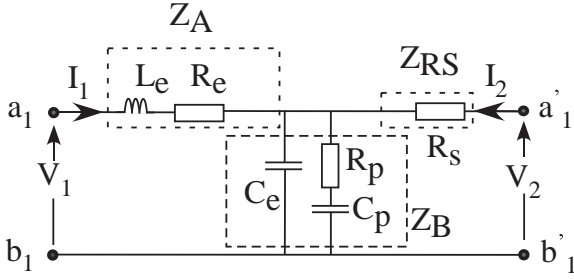 Z_A
Z_RS
I_1
L_e
R_e
I_2
a_1
a'_1
R_s
V_1
C_e
R_p
C_p
V_2
Z_B
b_1
b'_1